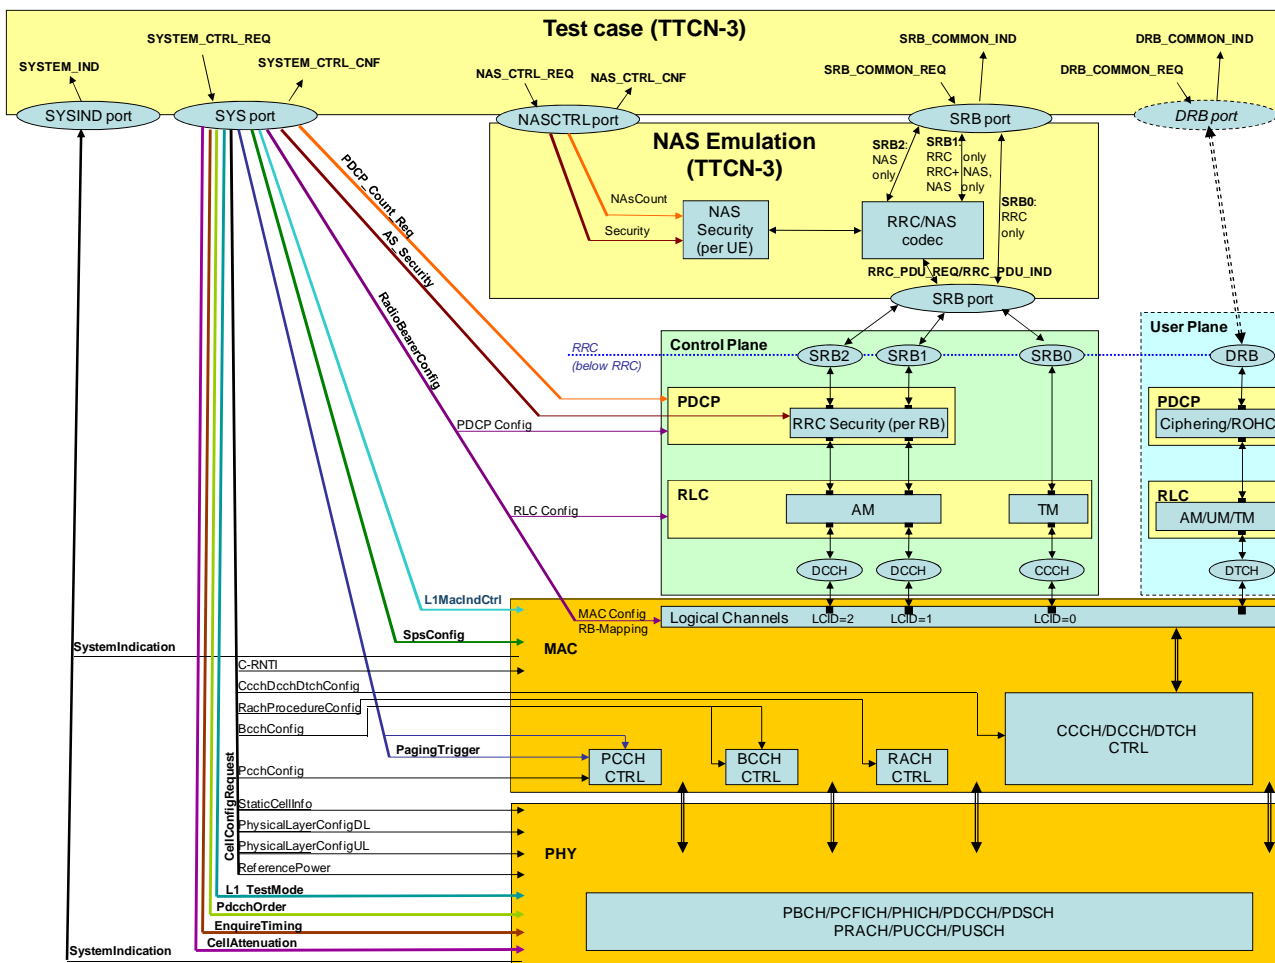 Test case (TTCN-3)
SYSTEM_CTRL_REQ
SRB_COMMON_IND
DRB_COMMON_IND
SYSTEM_IND
SYSTEM_CTRL_CNF
NAS_CTRL_REQ
NAS_CTRL_CNF
SRB_COMMON_REQ
DRB_COMMON_REQ
SYSIND port
SYS port
NASCTRL port
SRB port
DRB port
NAS Emulation
(TTCN-3)
SRB2:
NAS
only
SRB1:
RRC only
RRC+ NAS,
NAS only
SRB0:
RRC
only
PDCP_Count_Req
AS_Security
NAsCount
Security
NAS
Security
(per UE)
RRC/NAS
codec
RRC_PDU_REQ/RRC_PDU_IND
SRB port
RadioBearerConfig
Control Plane
User Plane
RRC
(below RRC)
SRB2
SRB1
SRB0
DRB
PDCP
PDCP
PDCP Config
RRC Security (per RB)
Ciphering/ROHC
RLC
RLC
RLC Config
AM
TM
AM/UM/TM
DCCH
DCCH
CCCH
DTCH
L1MacIndCtrl
MAC Config
RB-Mapping
Logical Channels
LCID=2
LCID=1
LCID=0
SpsConfig
MAC
SystemIndication
C-RNTI
CcchDcchDtchConfig
RachProcedureConfig
BcchConfig
PagingTrigger
PcchConfig
PCCH
CTRL
BCCH
CTRL
RACH
CTRL
CCCH/DCCH/DTCH
CTRL
CellConfigRequest
StaticCellInfo
PhysicalLayerConfigDL
PhysicalLayerConfigUL
ReferencePower
PHY
L1_TestMode
PdcchOrder
EnquireTiming
CellAttenuation
SystemIndication
PBCH/PCFICH/PHICH/PDCCH/PDSCH
PRACH/PUCCH/PUSCH